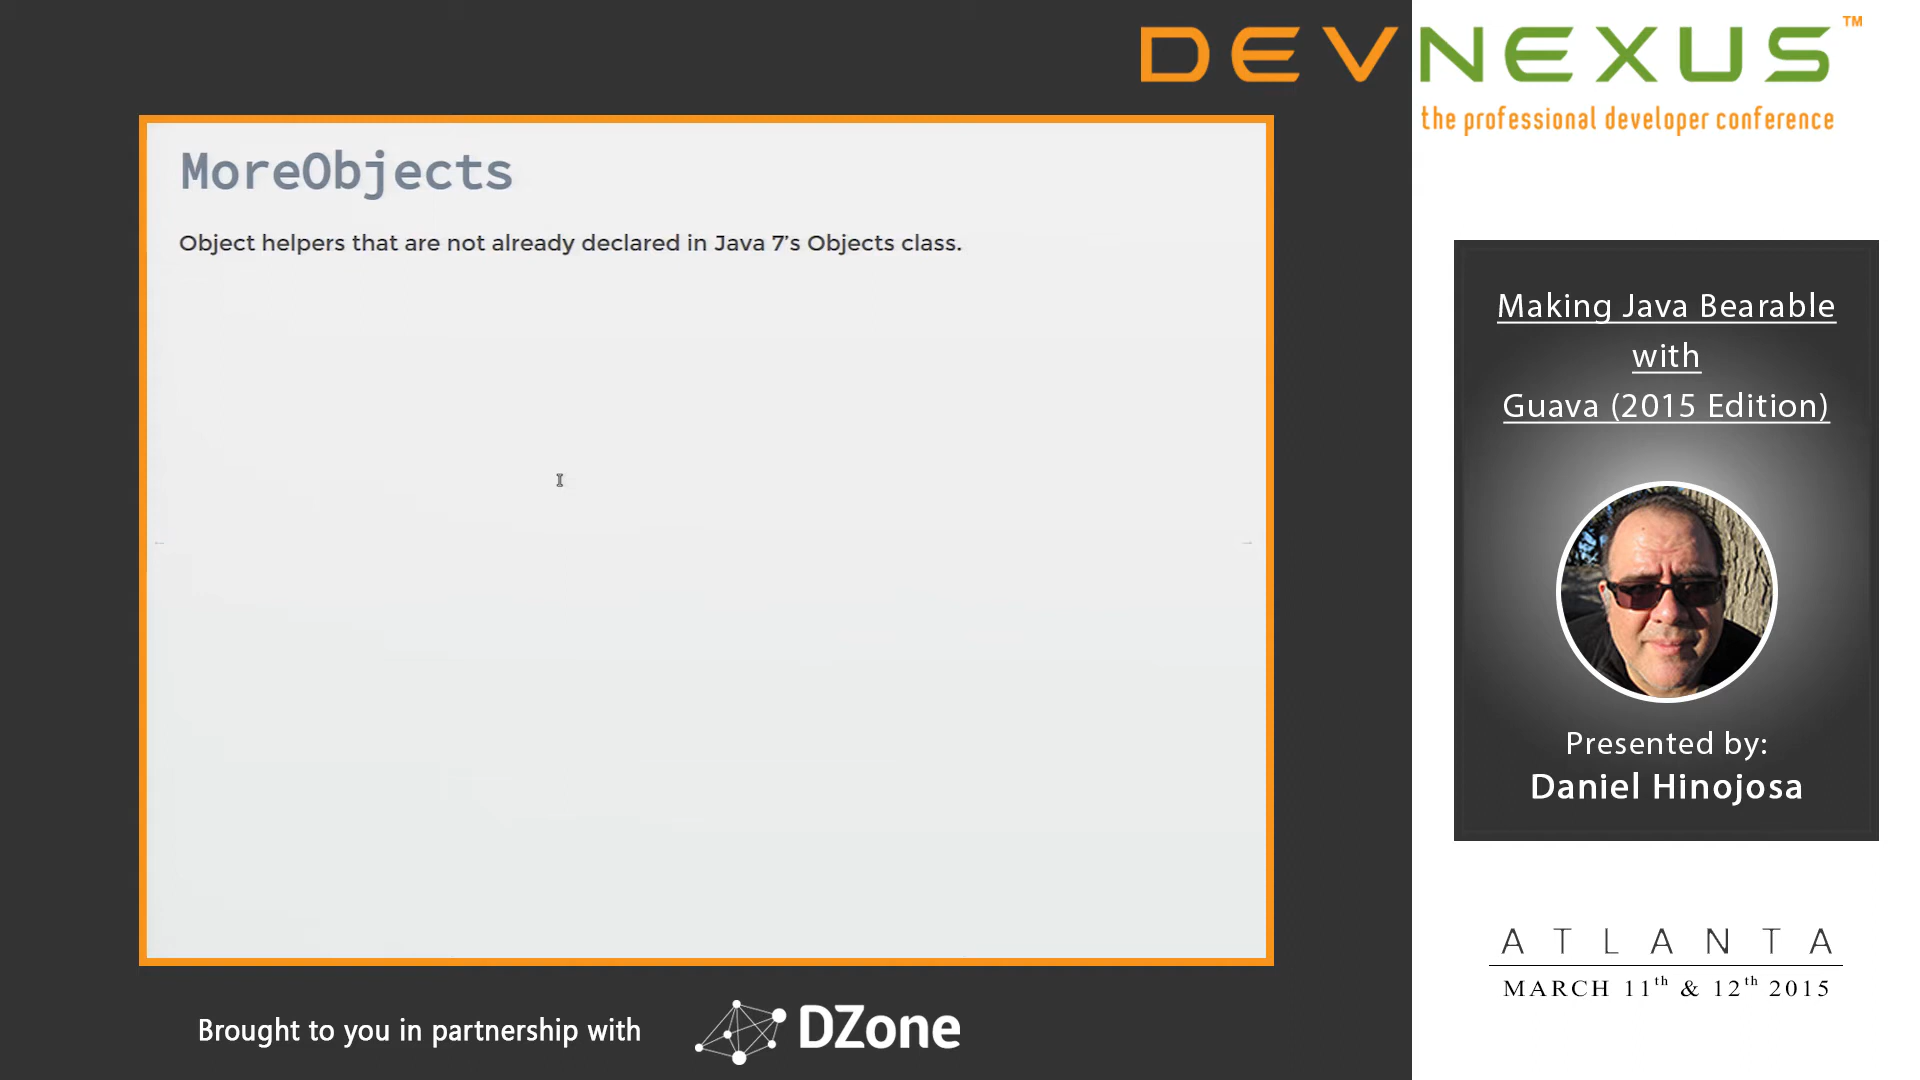 DEVNEXUS™
the professional developer conference
MoreObjects
Object helpers that are not already declared in Java 7’s Objects class.
←
→
Making Java Bearable
with
Guava (2015 Edition)
Presented by:
Daniel Hinojosa
ATLANTA
MARCH 11th & 12th 2015
Brought to you in partnership with
DZone